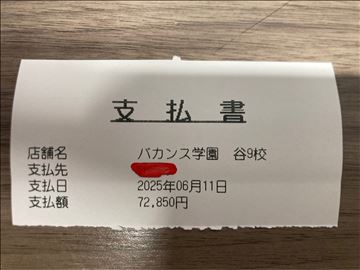 支払書
店舗名 バカンス学園 谷9校
支払先
支払日 2025年06月11日
支払額 72,850円